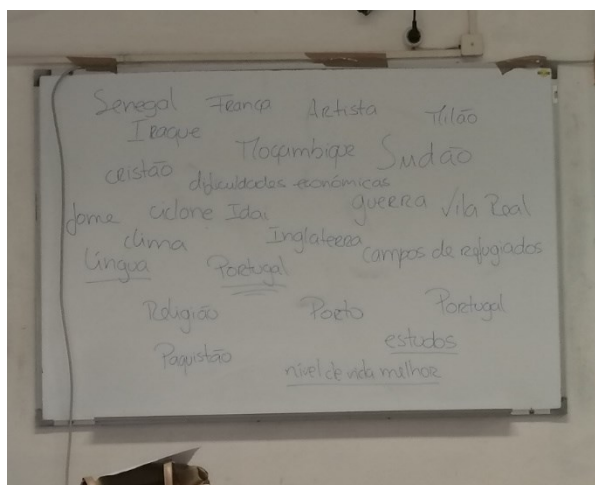 Senegal França Artista Milão
Iraque
Moçambique Sudão
cristão
dificuldades económicas
fome ciclone Idai guerra Vila Real
clima Inglaterra campos de refugiados
Língua Portugal
Religião Porto Portugal
estudos
Paquistão
nível de vida melhor